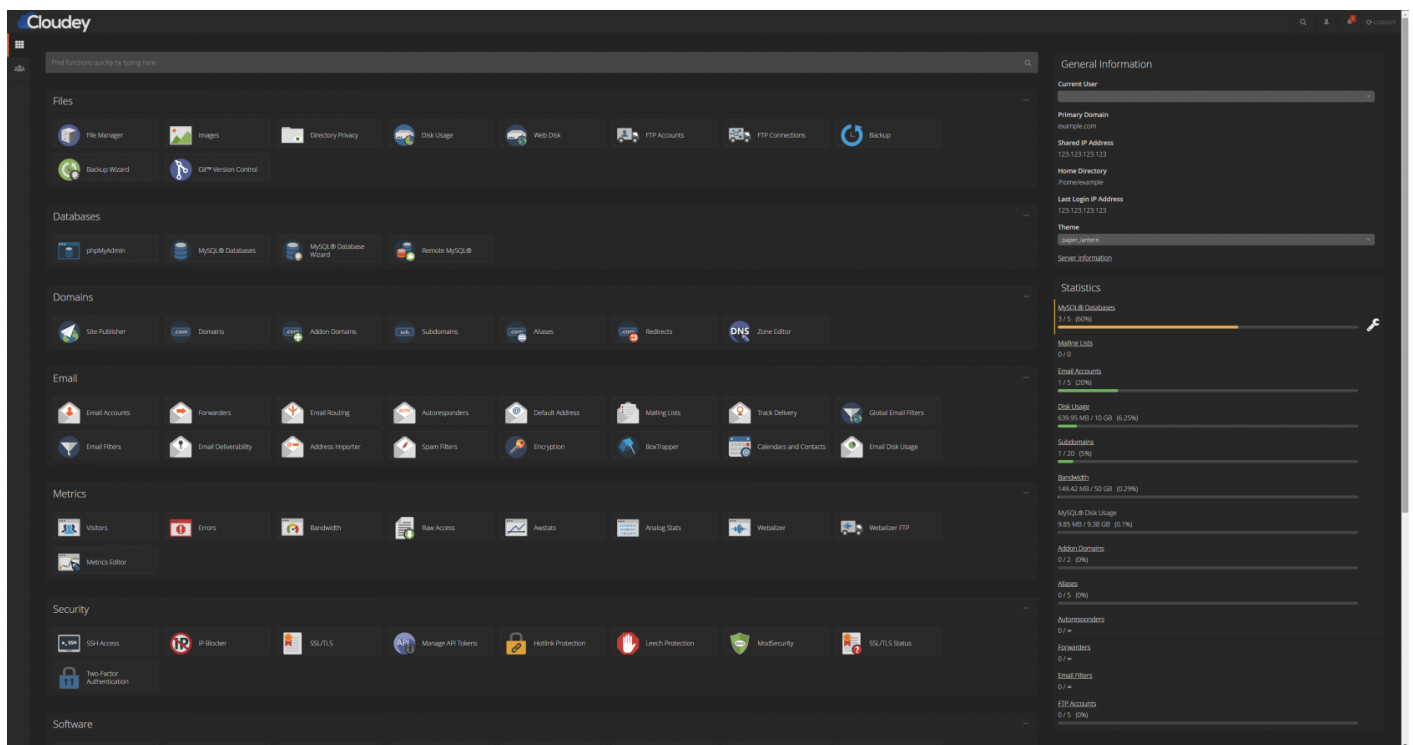 Cloudey
LOGOUT
Find functions quickly by typing here.
Files
File Manager
Images
Directory Privacy
Disk Usage
Web Disk
FTP Accounts
FTP Connections
Backup
Backup Wizard
Git™ Version Control
Databases
phpMyAdmin
MySQL® Databases
MySQL® Database
Wizard
Remote MySQL®
Domains
Site Publisher
.com
Domains
.com
Addon Domains
sub.
Subdomains
.com
Aliases
.com
Redirects
DNS
Zone Editor
Email
Email Accounts
Forwarders
Email Routing
AUTO
Autoresponders
@
Default Address
Mailing Lists
Track Delivery
Global Email Filters
Email Filters
Email Deliverability
Address Importer
Spam Filters
Encryption
BoxTrapper
@
Calendars and Contacts
Email Disk Usage
Metrics
Visitors
Errors
Bandwidth
Raw Access
Awstats
Analog Stats
Webalizer
Webalizer FTP
Metrics Editor
Security
>_SSH
SSH Access
IP Blocker
SSL/TLS
API
Manage API Tokens
Hotlink Protection
Leech Protection
ModSecurity
SSL/TLS Status
Two-Factor
Authentication
Software
General Information
Current User
Primary Domain
example.com
Shared IP Address
123.123.123.123
Home Directory
/home/example
Last Login IP Address
123.123.123.123
Theme
paper_lantern
Server Information
Statistics
MySQL® Databases
3 / 5 (60%)
Mailing Lists
0 / 0
Email Accounts
1 / 5 (20%)
Disk Usage
639.95 MB / 10 GB (6.25%)
Subdomains
1 / 20 (5%)
Bandwidth
149.42 MB / 50 GB (0.29%)
MySQL® Disk Usage
9.85 MB / 9.38 GB (0.1%)
Addon Domains
0 / 2 (0%)
Aliases
0 / 5 (0%)
Autoresponders
0 / ∞
Forwarders
0 / ∞
Email Filters
0 / ∞
FTP Accounts
0 / 5 (0%)